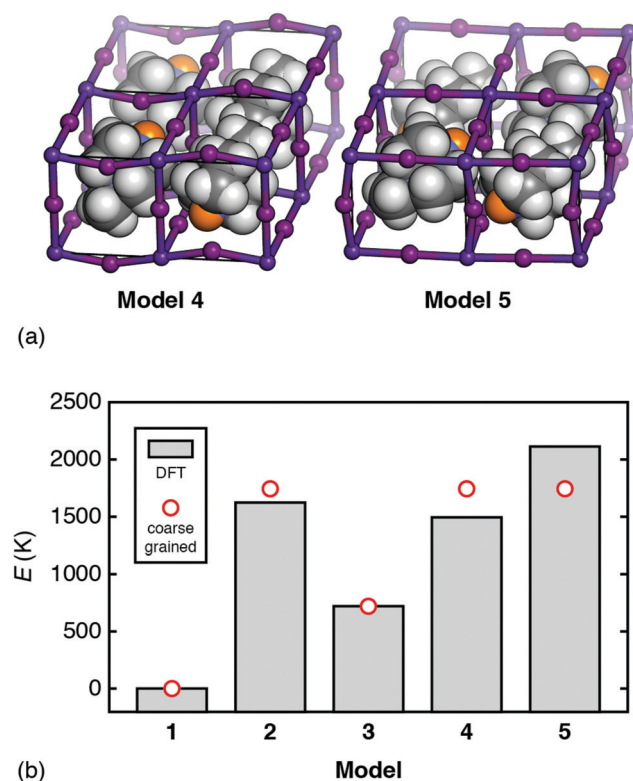 Model 4
Model 5
(a)
2500
2000
1500
1000
500
0
E (K)
DFT
coarse
grained
1
2
3
4
5
Model
(b)